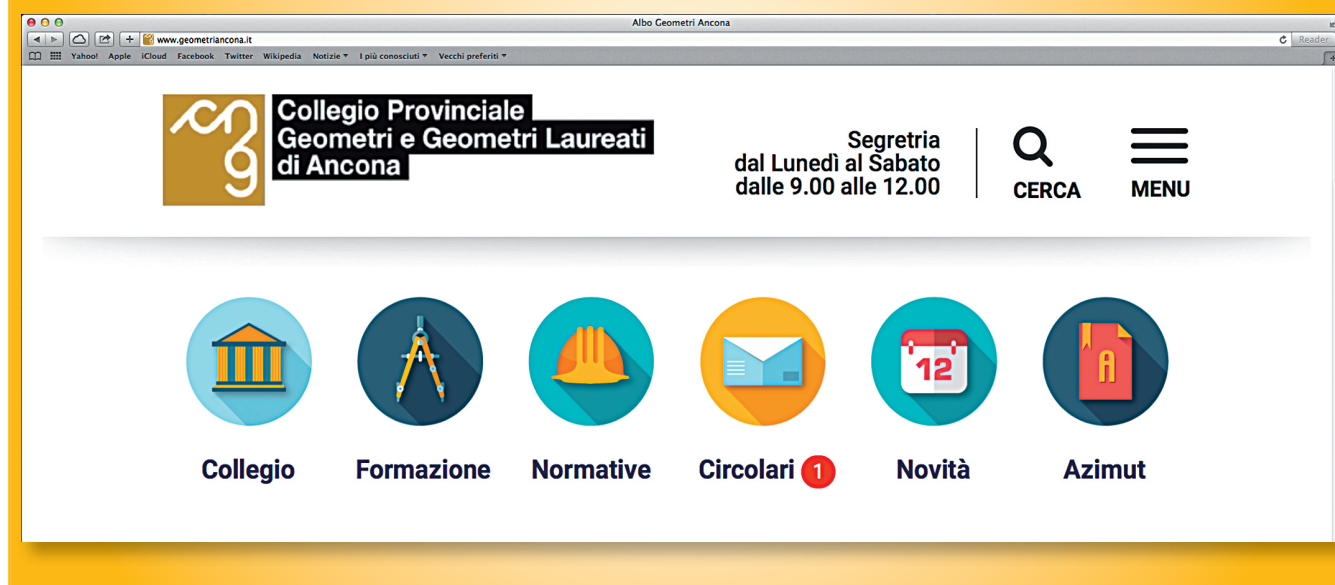 Albo Geometri Ancona
www.geometriancona.it
Reader
Yahoo! Apple iCloud Facebook Twitter Wikipedia Notizie I più conosciuti Vecchi preferiti
Collegio Provinciale
Geometri e Geometri Laureati
di Ancona
Segretria
dal Lunedì al Sabato
dalle 9.00 alle 12.00
CERCA
MENU
12
A
Collegio
Formazione
Normative
Circolari 1
Novità
Azimut